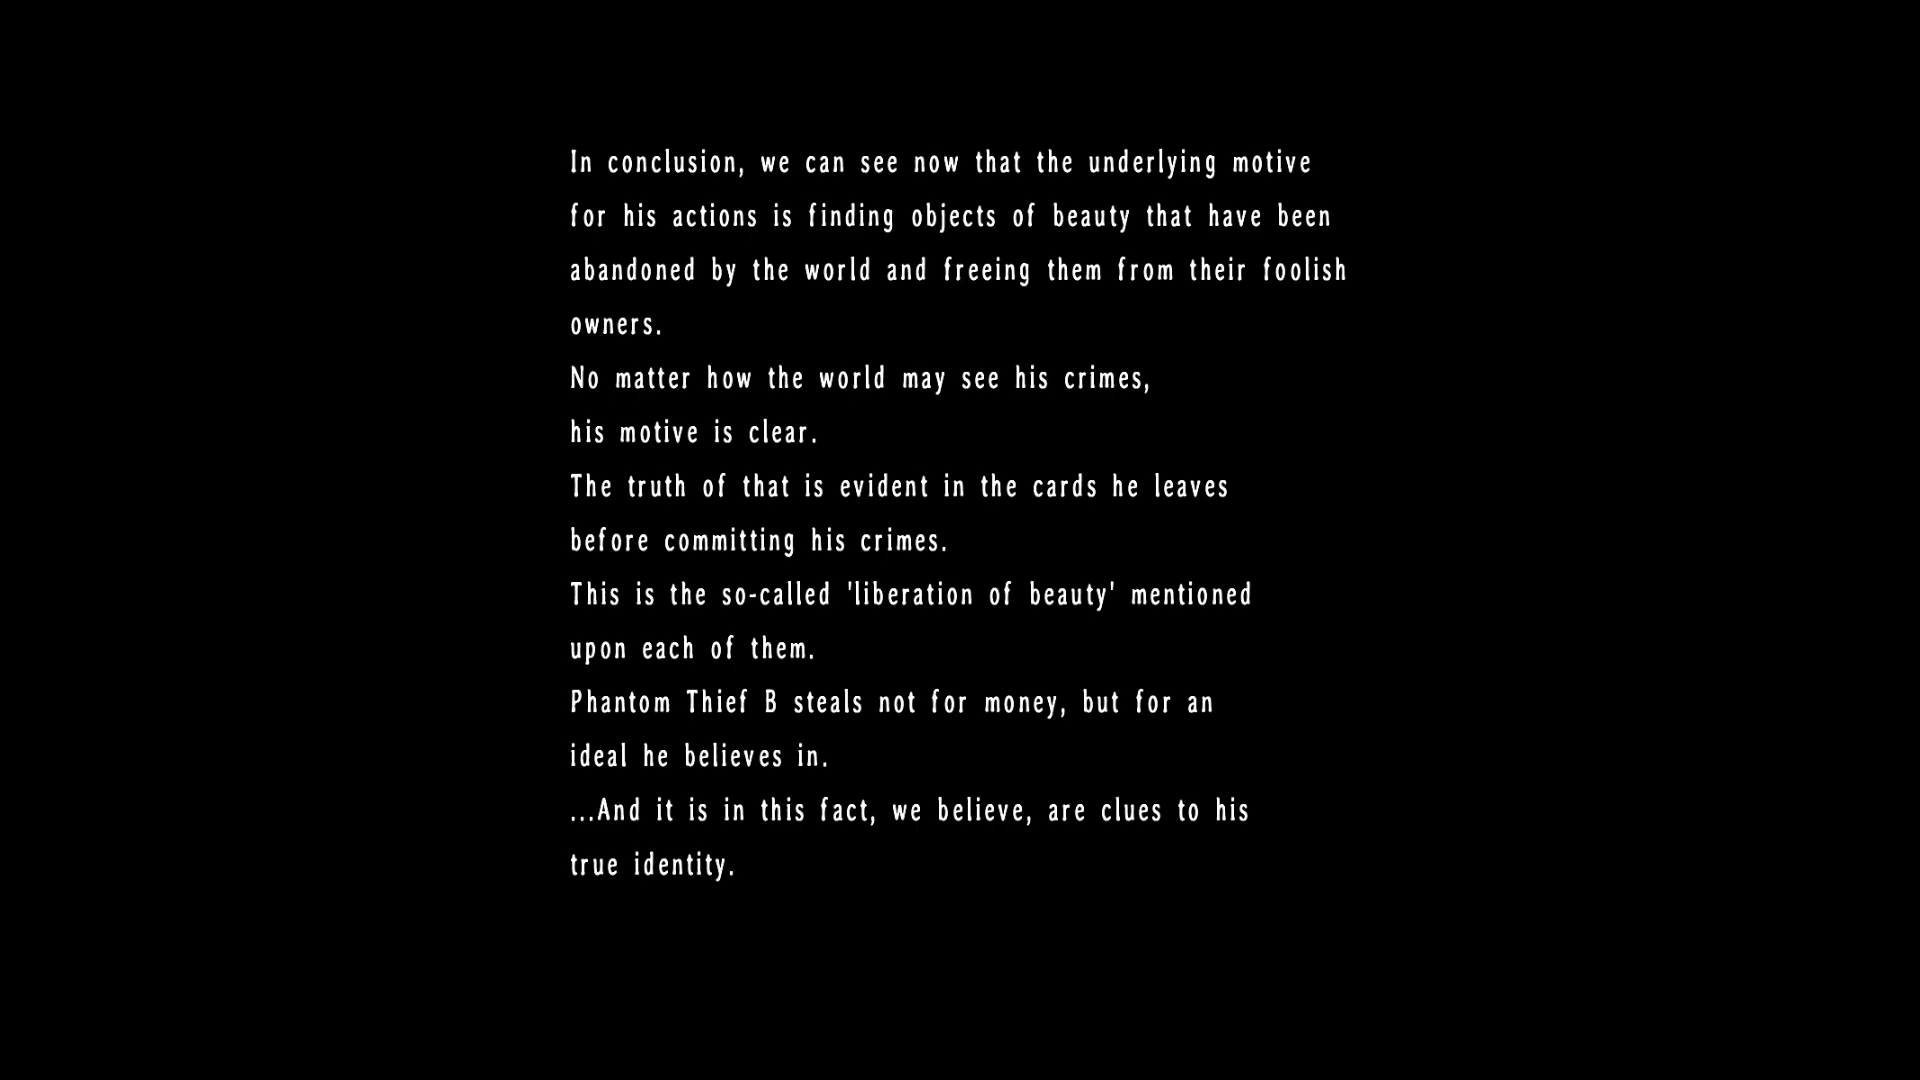 In conclusion, we can see now that the underlying motive
for his actions is finding objects of beauty that have been
abandoned by the world and freeing them from their foolish
owners.
No matter how the world may see his crimes,
his motive is clear.
The truth of that is evident in the cards he leaves
before committing his crimes.
This is the so-called 'liberation of beauty' mentioned
upon each of them.
Phantom Thief B steals not for money, but for an
ideal he believes in.
...And it is in this fact, we believe, are clues to his
true identity.